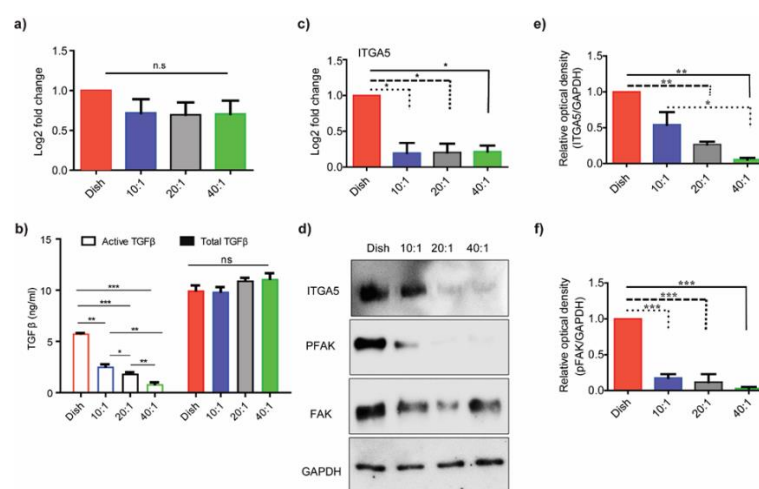 a)
Log2 fold change
1.5
1.0
0.5
0.0
n.s
Dish
10:1
20:1
40:1
b)
TGFβ (ng/ml)
15
10
5
0
Active TGFβ
Total TGFβ
***
***
**
**
*
**
ns
Dish
10:1
20:1
40:1
Dish
10:1
20:1
40:1
c)
ITGA5
Log2 fold change
1.5
1.0
0.5
0.0
*
*
*
Dish
10:1
20:1
40:1
d)
Dish 10:1 20:1 40:1
ITGA5
PFAK
FAK
GAPDH
e)
Relative optical density
(ITGA5/GAPDH)
1.5
1.0
0.5
0.0
**
**
*
Dish
10:1
20:1
40:1
f)
Relative optical density
(pFAK/GAPDH)
1.5
1.0
0.5
0.0
***
***
***
Dish
10:1
20:1
40:1